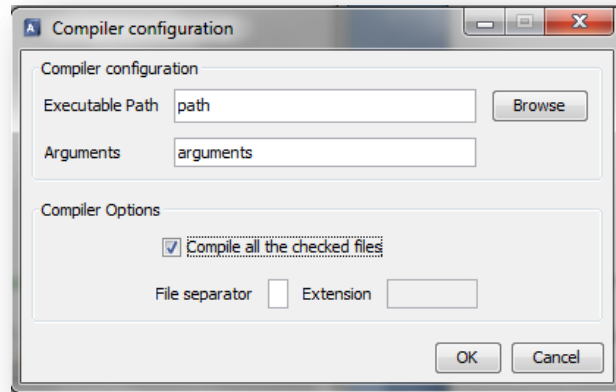 A Compiler configuration
Compiler configuration
Executable Path path Browse
Arguments arguments
Compiler Options
Compile all the checked files
File separator Extension
OK Cancel